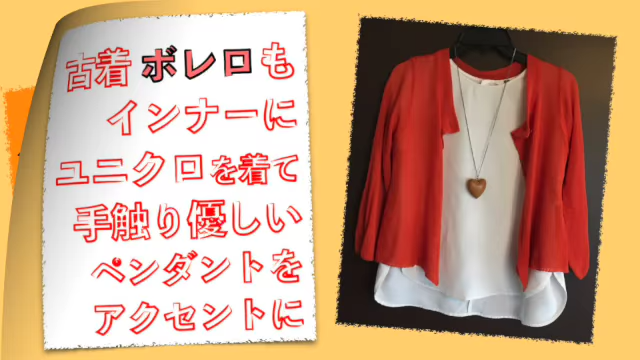 古着 ボレロも
インナーに
ユニクロを着て
手触り優しい
ペンダントを
アクセントに